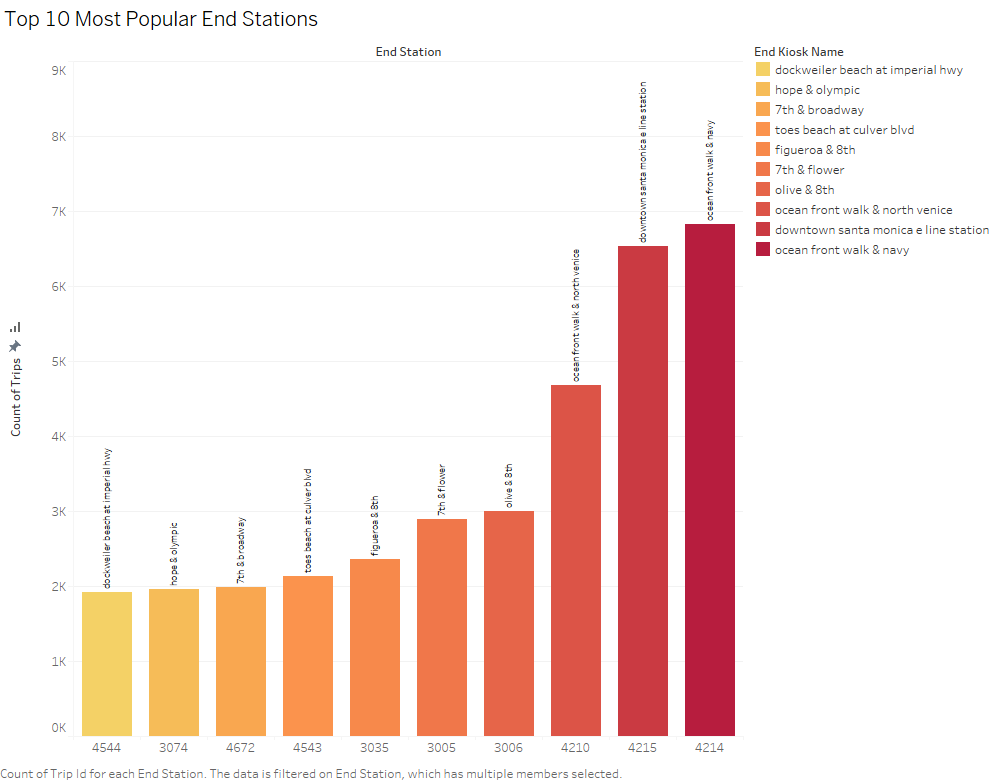 Top 10 Most Popular End Stations
End Station
End Kiosk Name
dockweiler beach at imperial hwy
hope & olympic
7th & broadway
toes beach at culver blvd
figueroa & 8th
7th & flower
olive & 8th
ocean front walk & north venice
downtown santa monica e line station
ocean front walk & navy
Count of Trips
9K
8K
7K
6K
5K
4K
3K
2K
1K
0K
dockweiler beach at imperial hwy
hope & olympic
7th & broadway
toes beach at culver blvd
figueroa & 8th
7th & flower
olive & 8th
ocean front walk & north venice
downtown santa monica e line station
ocean front walk & navy
4544 3074 4672 4543 3035 3005 3006 4210 4215 4214
Count of Trip Id for each End Station. The data is filtered on End Station, which has multiple members selected.